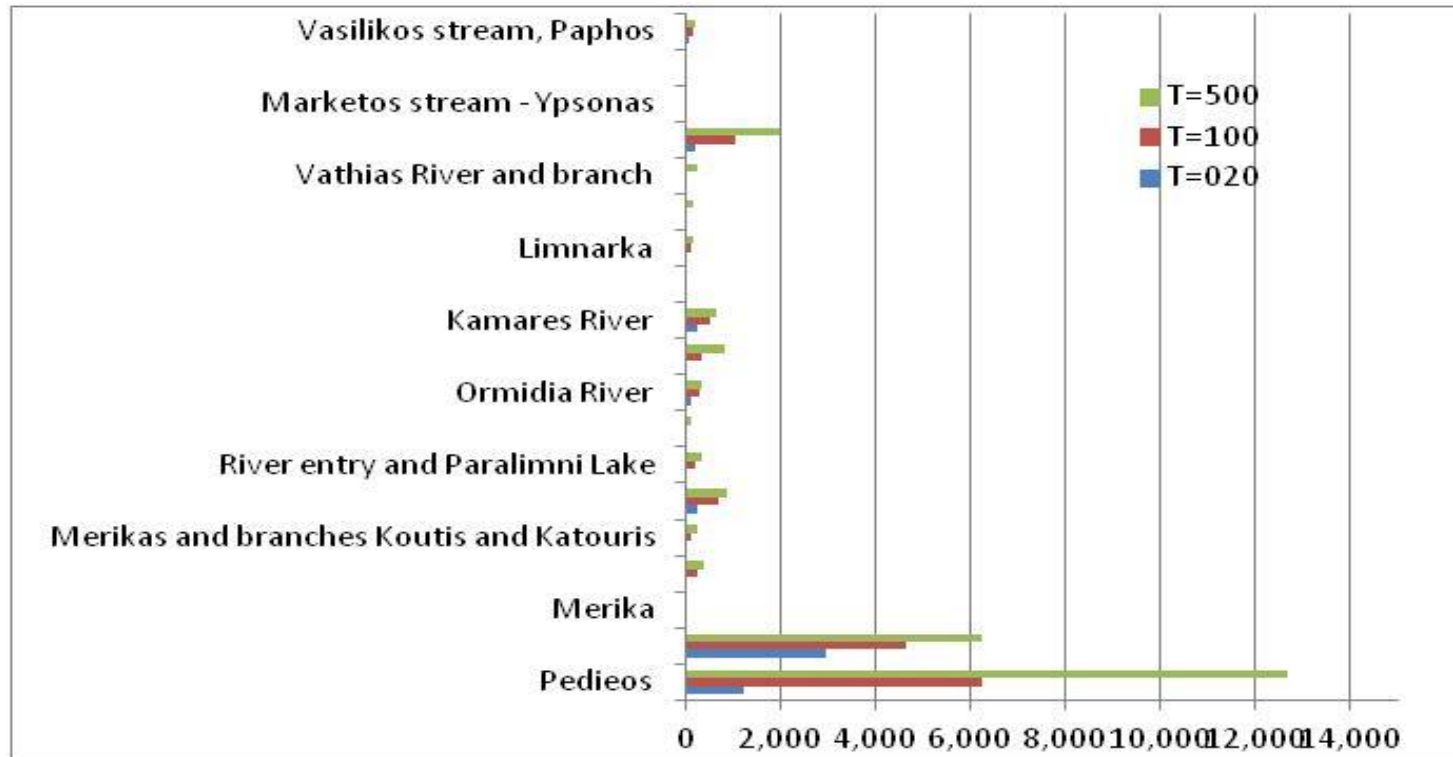 Vasilikos stream, Paphos
Marketos stream - Ypsonas
Vathias River and branch
Limnarka
Kamares River
Ormidia River
River entry and Paralimni Lake
Merikas and branches Koutis and Katouris
Merika
Pedieos
T=500
T=100
T=020
0 2,000 4,000 6,000 8,000 10,000 12,000 14,000